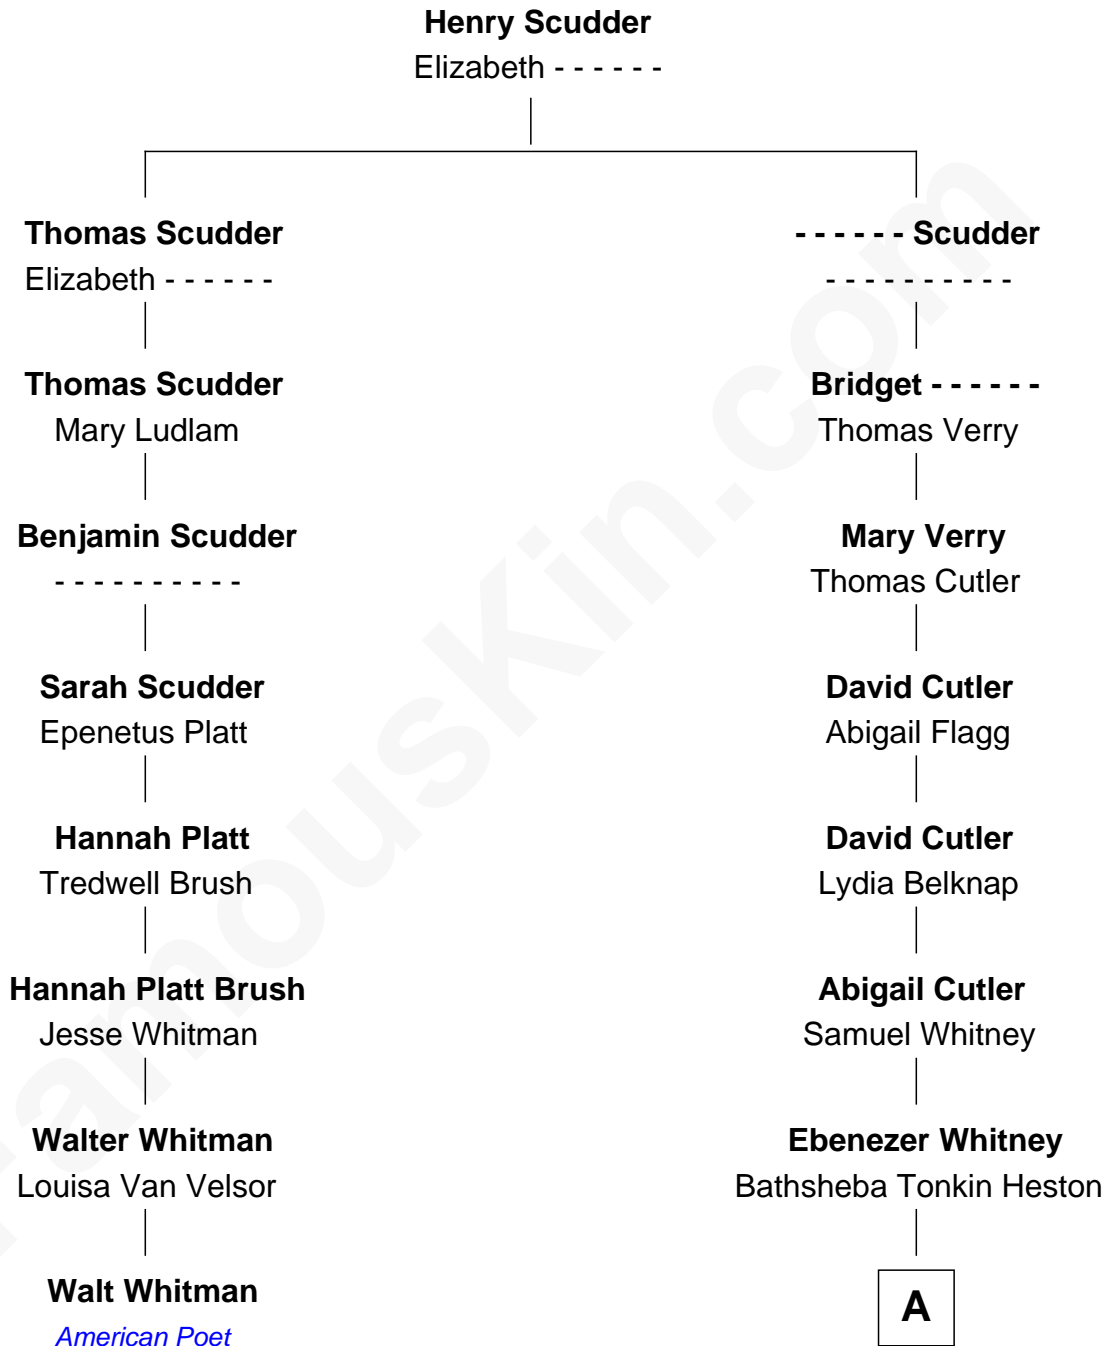 Henry Scudder
Elizabeth - - - - - -
Thomas Scudder
Elizabeth - - - - - -
- - - - - - Scudder
- - - - - - - - - -
Thomas Scudder
Mary Ludlam
Bridget - - - - - -
Thomas Verry
Benjamin Scudder
- - - - - - - - - -
Mary Verry
Thomas Cutler
Sarah Scudder
Epenetus Platt
David Cutler
Abigail Flagg
Hannah Platt
Tredwell Brush
David Cutler
Lydia Belknap
Hannah Platt Brush
Jesse Whitman
Abigail Cutler
Samuel Whitney
Walter Whitman
Louisa Van Velsor
Ebenezer Whitney
Bathsheba Tonkin Heston
Walt Whitman
American Poet
A
FamousKin.com